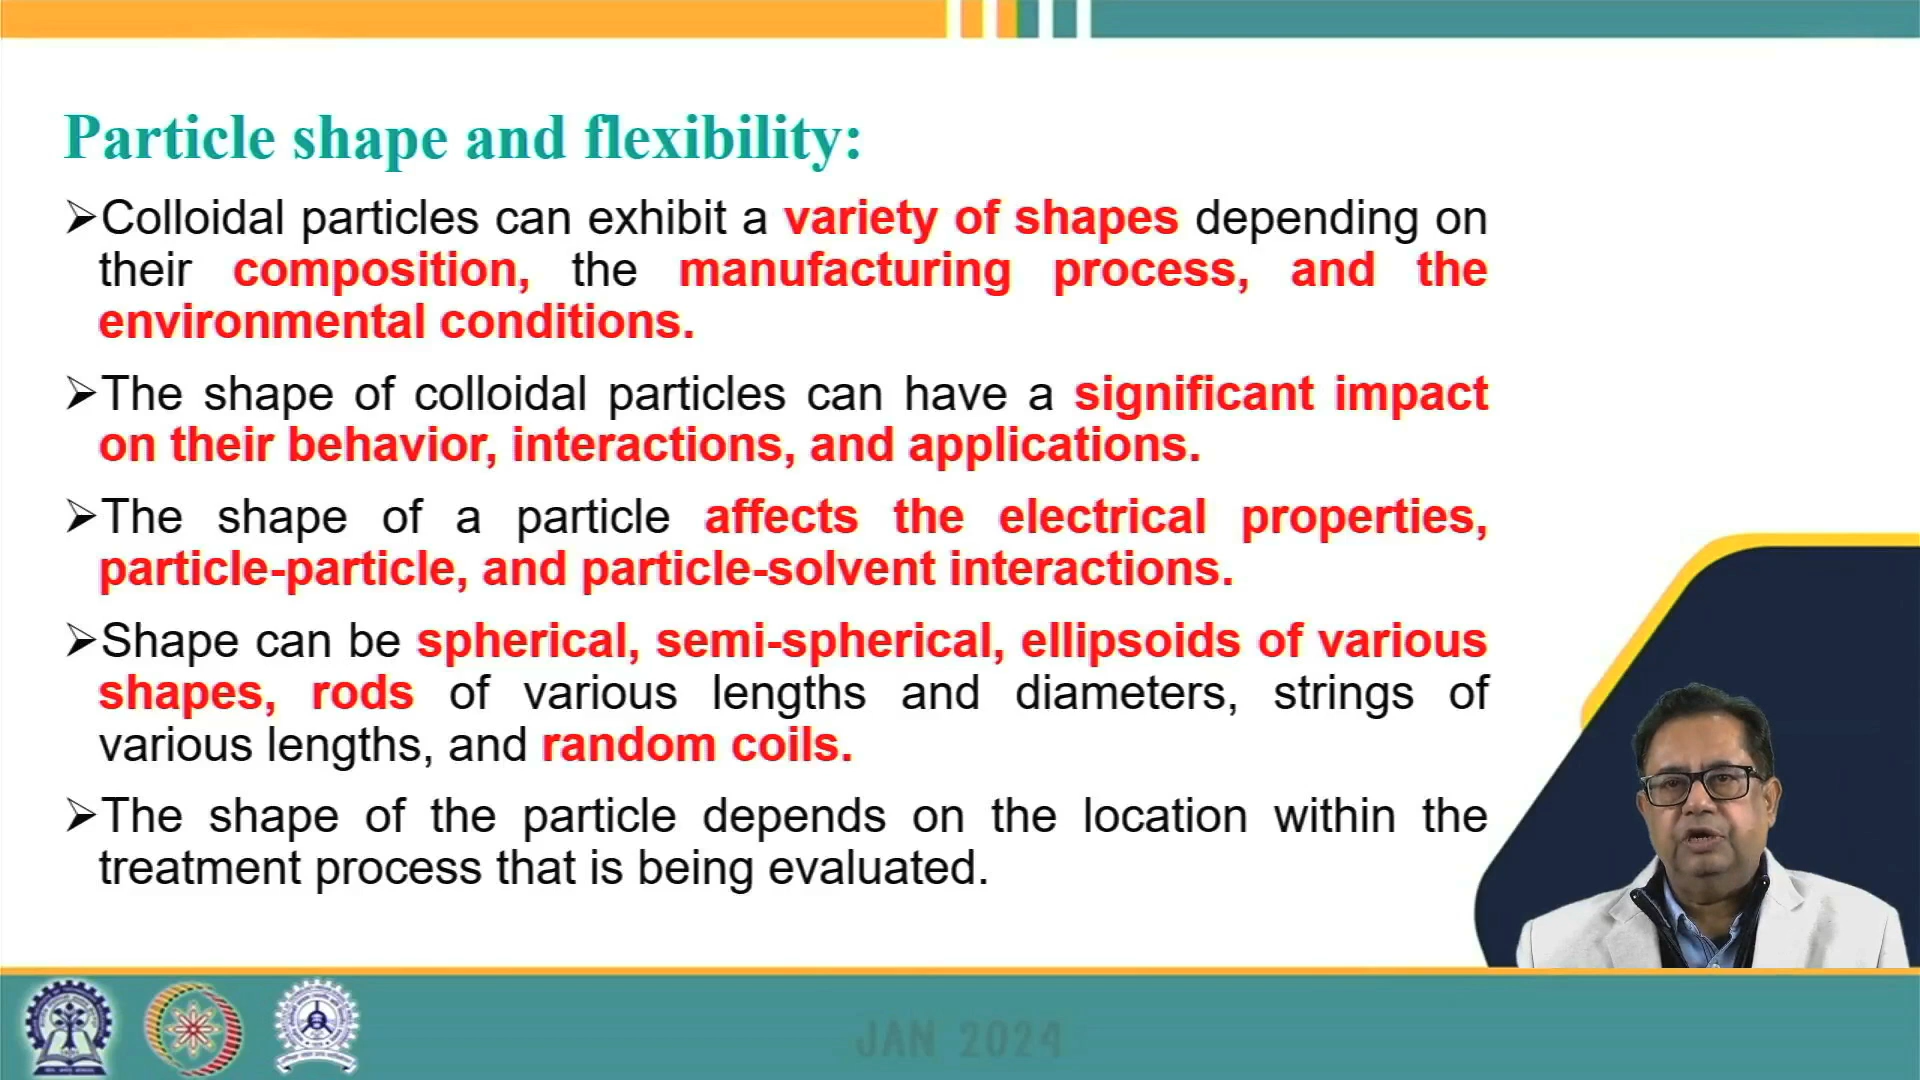 Particle shape and flexibility:
➢Colloidal particles can exhibit a variety of shapes depending on
their composition, the manufacturing process, and the
environmental conditions.
➢The shape of colloidal particles can have a significant impact
on their behavior, interactions, and applications.
➢The shape of a particle affects the electrical properties,
particle-particle, and particle-solvent interactions.
➢Shape can be spherical, semi-spherical, ellipsoids of various
shapes, rods of various lengths and diameters, strings of
various lengths, and random coils.
➢The shape of the particle depends on the location within the
treatment process that is being evaluated.
JAN 2024